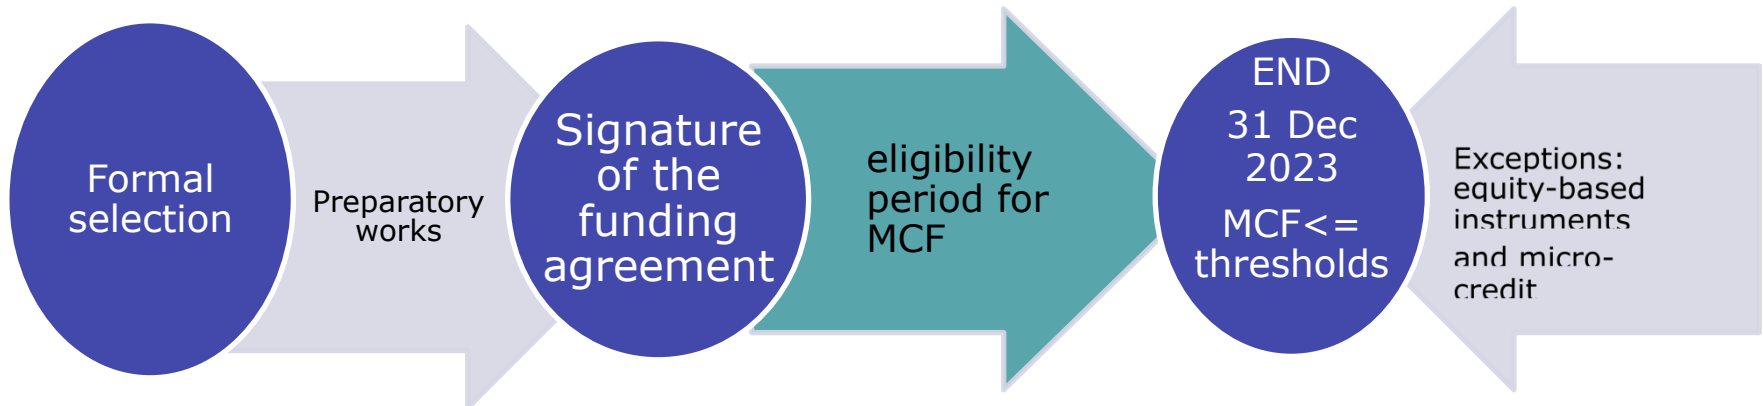 Formal
selection
Preparatory
works
Signature
of the
funding
agreement
eligibility
period for
MCF
END
31 Dec
2023
MCF<=
thresholds
Exceptions:
equity-based
instruments
and micro-
credit